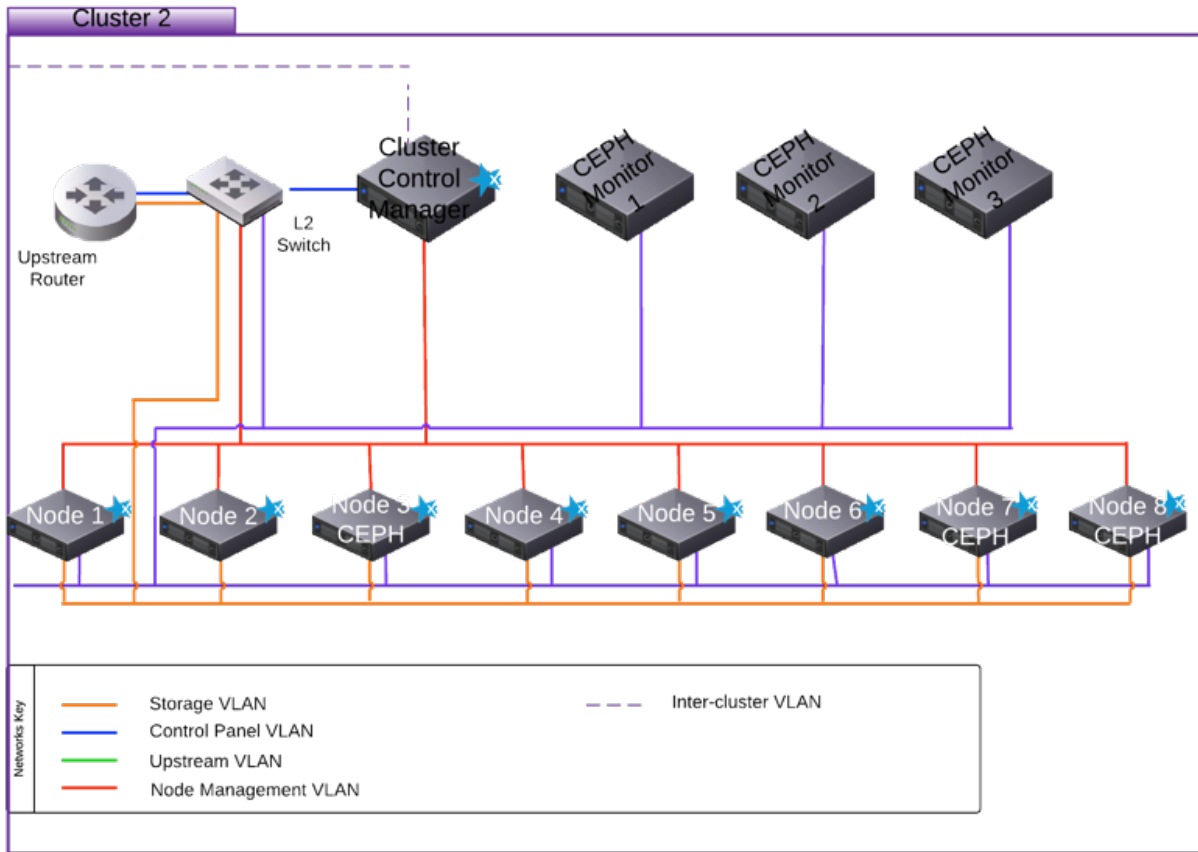 Cluster 2
Cluster
Control
Manager
CEPH
Monitor
1
CEPH
Monitor
2
CEPH
Monitor
3
L2
Switch
Upstream
Router
Node 1
Node 2
Node 3
CEPH
Node 4
Node 5
Node 6
Node 7
CEPH
Node 8
CEPH
x
x
x
x
x
x
x
x
x
Networks Key
Storage VLAN
Control Panel VLAN
Upstream VLAN
Node Management VLAN
Inter-cluster VLAN